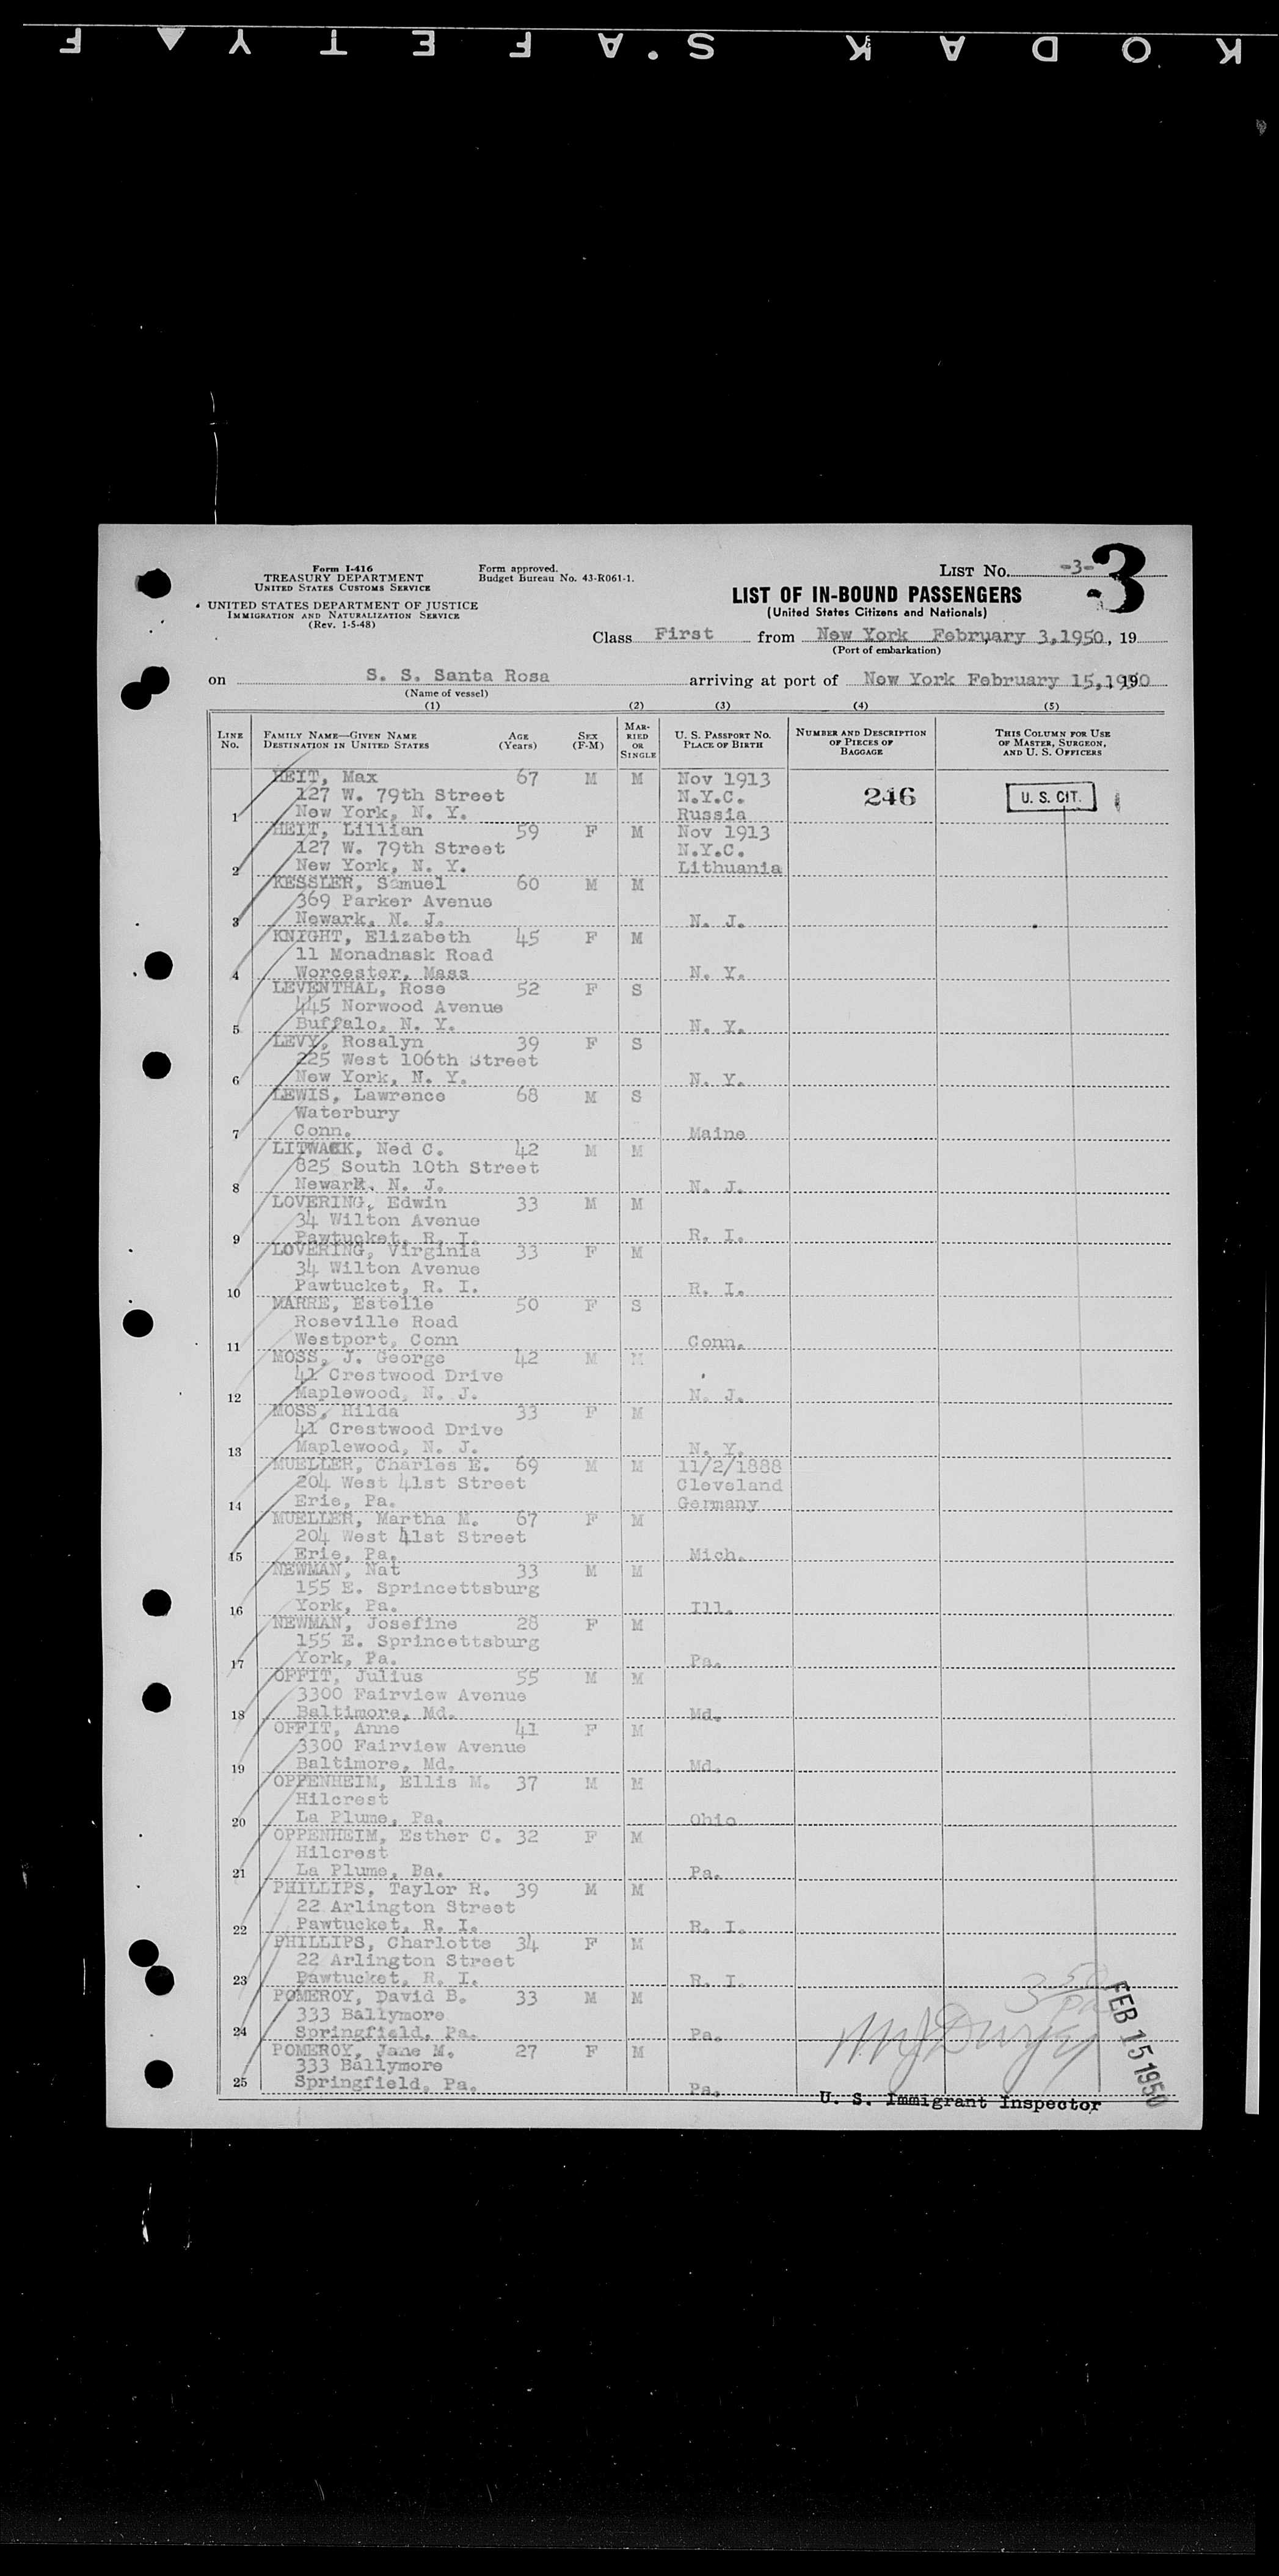 KODAK S.AFETY F
Form I-416
TREASURY DEPARTMENT
UNITED STATES CUSTOMS SERVICE
UNITED STATES DEPARTMENT OF JUSTICE
IMMIGRATION AND NATURALIZATION SERVICE
(Rev. 1-5-48)
Form approved.
Budget Bureau No. 43-R061-1.
LIST No. -3- 3
LIST OF IN-BOUND PASSENGERS
(United States Citizens and Nationals)
Class First from New York February 3,1950, 19
(Port of embarkation)
on S. S. Santa Rosa arriving at port of New York February 15,1950, 19
(Name of vessel)
(1) (2) (3) (4) (5)
LINE No. FAMILY NAME—GIVEN NAME DESTINATION IN UNITED STATES AGE (Years) SEX (F-M) MARRIED OR SINGLE U. S. PASSPORT No. PLACE OF BIRTH NUMBER AND DESCRIPTION OF PIECES OF BAGGAGE THIS COLUMN FOR USE OF MASTER, SURGEON, AND U. S. OFFICERS
HEIT, Max 67 M M Nov 1913
127 W. 79th Street N.Y.C. 246 U. S. CIT.
1 New York, N. Y. Russia
HEIT, Lillian 59 F M Nov 1913
127 W. 79th Street N.Y.C.
2 New York, N. Y. Lithuania
KESSLER, Samuel 60 M M
369 Parker Avenue
3 Newark, N. J. N. J.
KNIGHT, Elizabeth 45 F M
11 Monadnask Road
4 Worcester, Mass N. Y.
LEVENTHAL, Rose 52 F S
445 Norwood Avenue
5 Buffalo, N. Y. N. Y.
LEVY, Rosalyn 39 F S
225 West 106th Street
6 New York, N. Y. N. Y.
LEWIS, Lawrence 68 M S
Waterbury
7 Conn. Maine
LITWACK, Ned C. 42 M M
825 South 10th Street
8 Newark. N. J. N. J.
LOVERING, Edwin 33 M M
34 Wilton Avenue
9 Pawtucket, R. I. R. I.
LOVERING, Virginia 33 F M
34 Wilton Avenue
10 Pawtucket, R. I. R. I.
MARRE, Estelle 50 F S
Roseville Road
11 Westport, Conn Conn.
MOSS, J. George 42 M M
41 Crestwood Drive
12 Maplewood, N. J. N. J.
MOSS, Hilda 33 F M
41 Crestwood Drive
13 Maplewood, N. J. N. Y.
MUELLER, Charles E. 69 M M 11/2/1888
204 West 41st Street Cleveland
14 Erie, Pa. Germany
MUELLER, Martha M. 67 F M
204 West 41st Street
15 Erie, Pa. Mich.
NEWMAN, Nat 33 M M
155 E. Sprincettsburg
16 York, Pa. Ill.
NEWMAN, Josefine 28 F M
155 E. Sprincettsburg
17 York, Pa. Pa.
OFFIT, Julius 55 M M
3300 Fairview Avenue
18 Baltimore, Md. Md.
OFFIT, Anne 41 F M
3300 Fairview Avenue
19 Baltimore, Md. Md.
OPPENHEIM, Ellis M. 37 M M
Hilcrest
20 La Plume, Pa. Ohio
OPPENHEIM, Esther C. 32 F M
Hilcrest
21 La Plume, Ba. Pa.
PHILLIPS, Taylor R. 39 M M
22 Arlington Street
22 Pawtucket, R. I. R. I.
PHILLIPS, Charlotte 34 F M
22 Arlington Street
23 Pawtucket, R. I. R. I.
POMEROY, David B. 33 M M
333 Ballymore
24 Springfield, Pa. Pa.
POMEROY, Jane M. 27 F M
333 Ballymore
25 Springfield, Pa. Pa.
FEB 15 1950
U. S. Immigrant Inspector